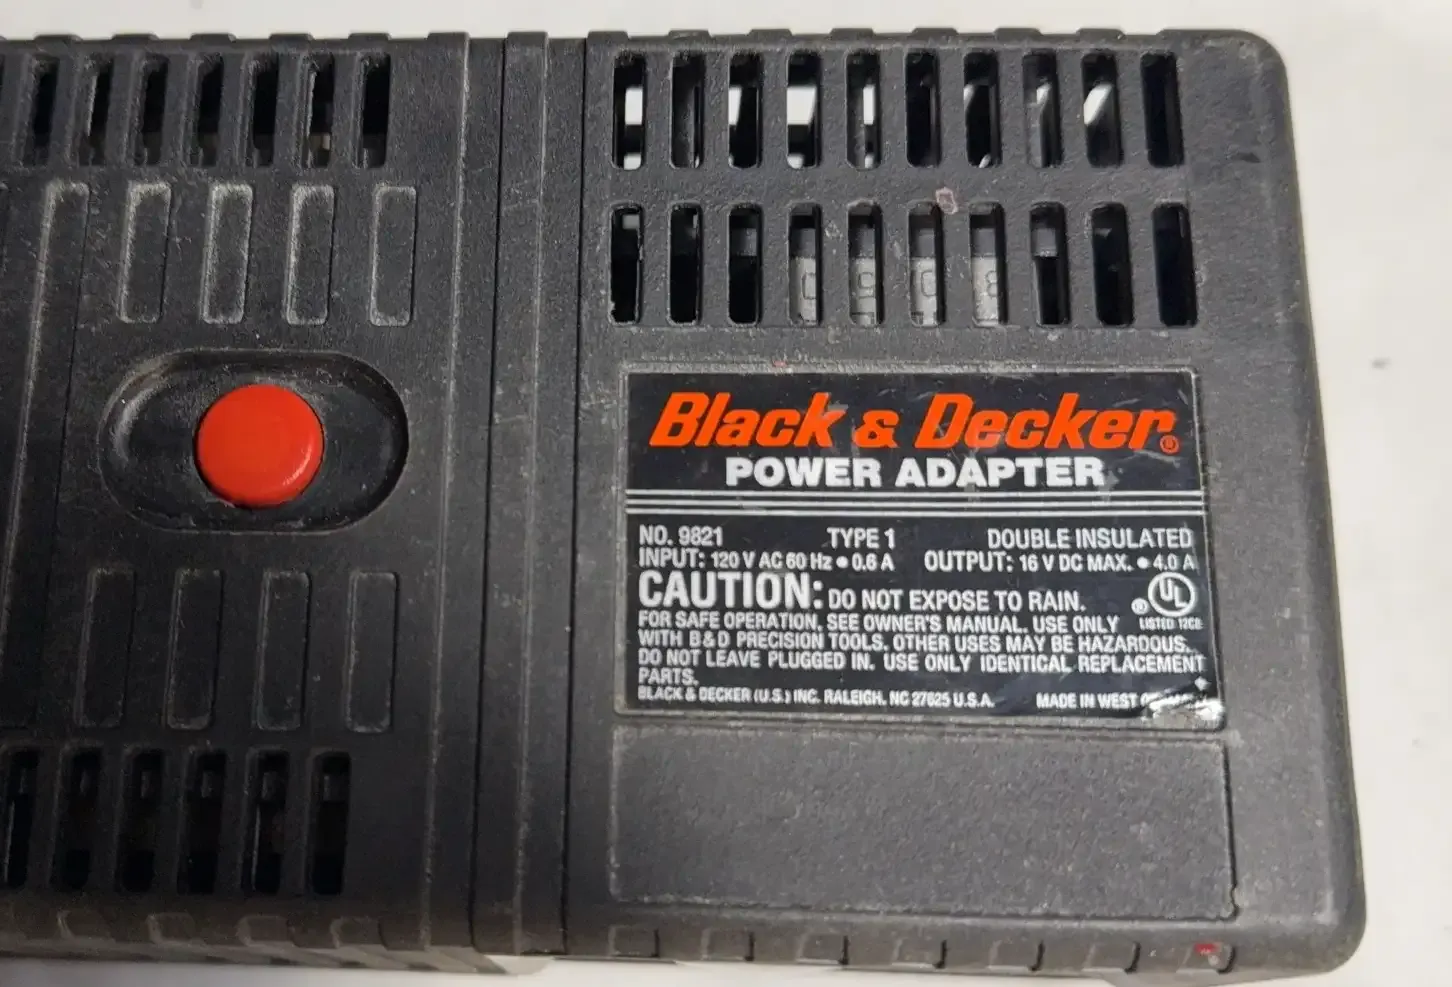 Black & Decker®
POWER ADAPTER
NO. 9821 TYPE 1 DOUBLE INSULATED
INPUT: 120 V AC 60 Hz • 0.6 A OUTPUT: 16 V DC MAX. • 4.0 A
CAUTION: DO NOT EXPOSE TO RAIN. ® UL
FOR SAFE OPERATION, SEE OWNER'S MANUAL. USE ONLY LISTED
WITH B&D PRECISION TOOLS. OTHER USES MAY BE HAZARDOUS.
DO NOT LEAVE PLUGGED IN. USE ONLY IDENTICAL REPLACEMENT
PARTS.
BLACK & DECKER (U.S.) INC. RALEIGH, NC 27625 U.S.A. MADE IN WEST